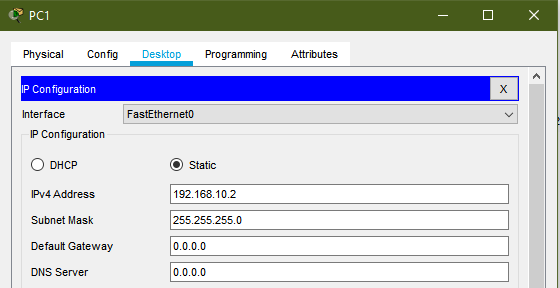 PC1
Physical Config Desktop Programming Attributes
IP Configuration X
Interface FastEthernet0
IP Configuration
DHCP Static
IPv4 Address 192.168.10.2
Subnet Mask 255.255.255.0
Default Gateway 0.0.0.0
DNS Server 0.0.0.0